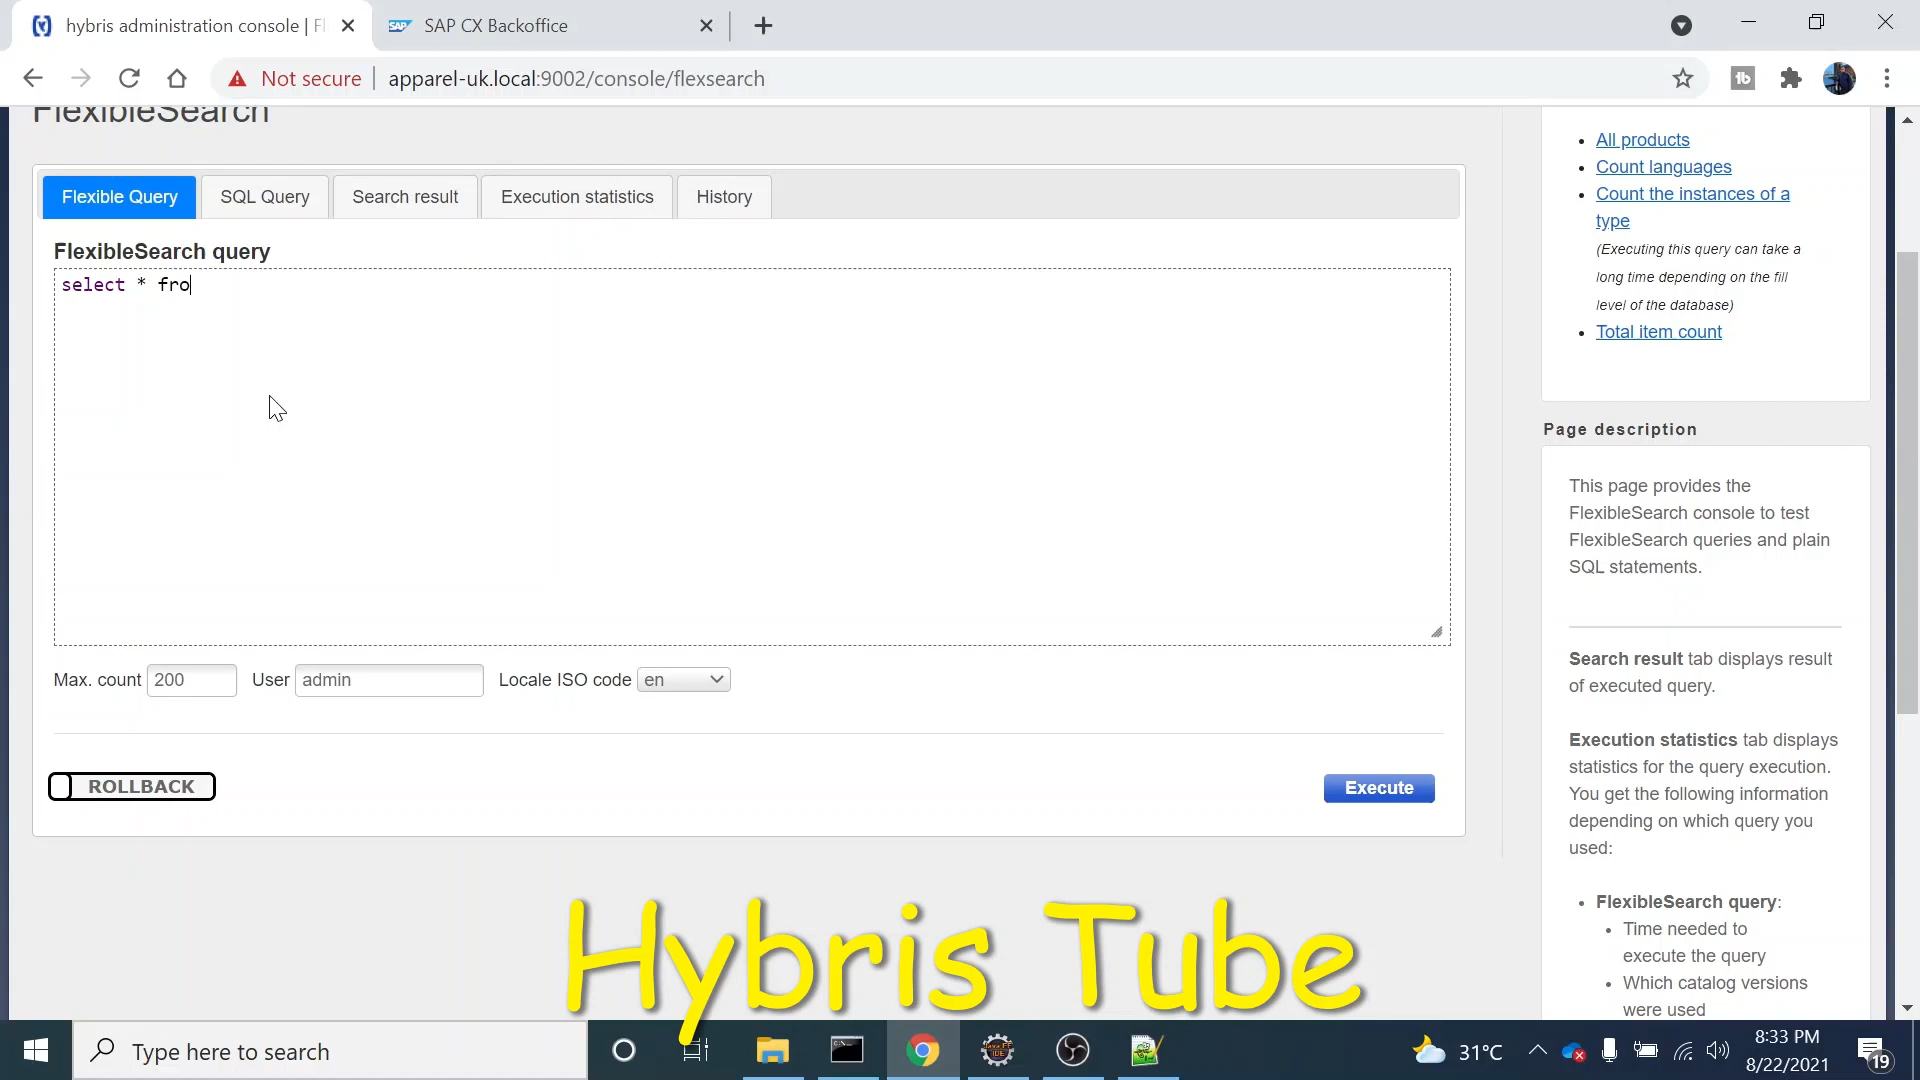 hybris administration console | Fl
SAP CX Backoffice
Not secure
apparel-uk.local:9002/console/flexsearch
FlexibleSearch
Flexible Query
SQL Query
Search result
Execution statistics
History
FlexibleSearch query
select * fro
Max. count 200
User admin
Locale ISO code en
ROLLBACK
Execute
All products
Count languages
Count the instances of a
type
(Executing this query can take a
long time depending on the fill
level of the database)
Total item count
Page description
This page provides the
FlexibleSearch console to test
FlexibleSearch queries and plain
SQL statements.
Search result tab displays result
of executed query.
Execution statistics tab displays
statistics for the query execution.
You get the following information
depending on which query you
used:
FlexibleSearch query:
Time needed to
execute the query
Which catalog versions
were used
Hybris Tube
Type here to search
31°C
8:33 PM
8/22/2021
19